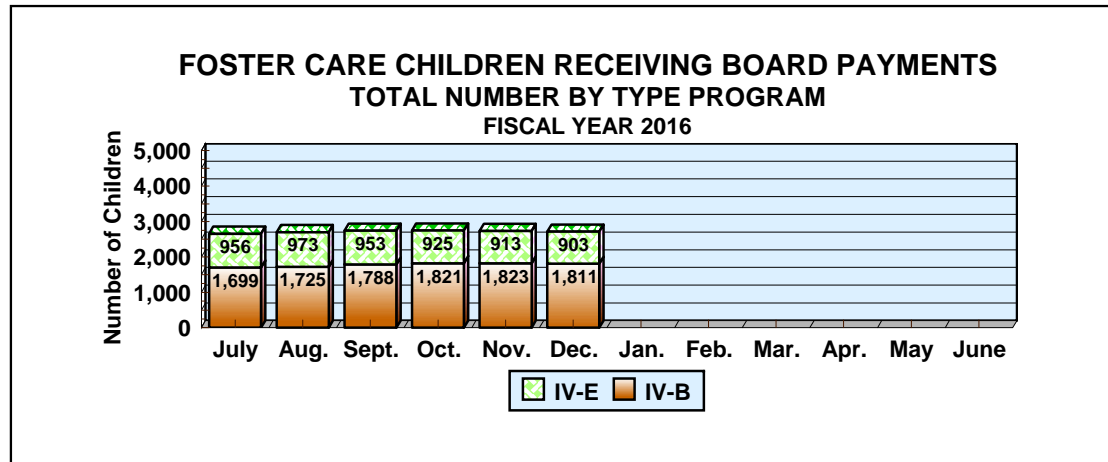 FOSTER CARE CHILDREN RECEIVING BOARD PAYMENTS
TOTAL NUMBER BY TYPE PROGRAM
FISCAL YEAR 2016
Number of Children
5,000
4,000
3,000
2,000
1,000
0
956 973 953 925 913 903
1,699 1,725 1,788 1,821 1,823 1,811
July Aug. Sept. Oct. Nov. Dec. Jan. Feb. Mar. Apr. May June
IV-E IV-B